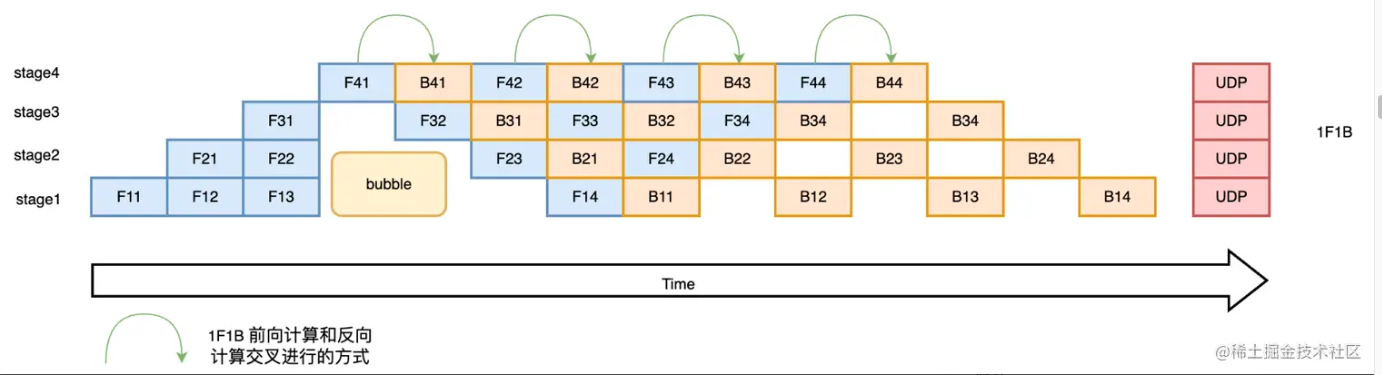 stage4 F41 B41 F42 B42 F43 B43 F44 B44 UDP
stage3 F31 F32 B31 F33 B32 F34 B34 B34 UDP
1F1B
stage2 F21 F22 F23 B21 F24 B22 B23 B24 UDP
bubble
stage1 F11 F12 F13 F14 B11 B12 B13 B14 UDP
Time
1F1B 前向计算和反向
计算交叉进行的方式
@稀土掘金技术社区